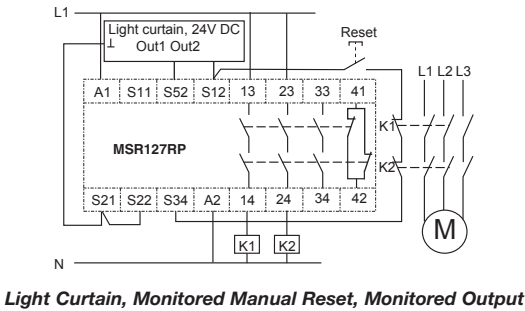 L1
Light curtain, 24V DC
Out1 Out2
Reset
L1 L2 L3
A1 S11 S52 S12 13 23 33 41
K1
MSR127RP
K2
S21 S22 S34 A2 14 24 34 42
M
K1 K2
N
Light Curtain, Monitored Manual Reset, Monitored Output